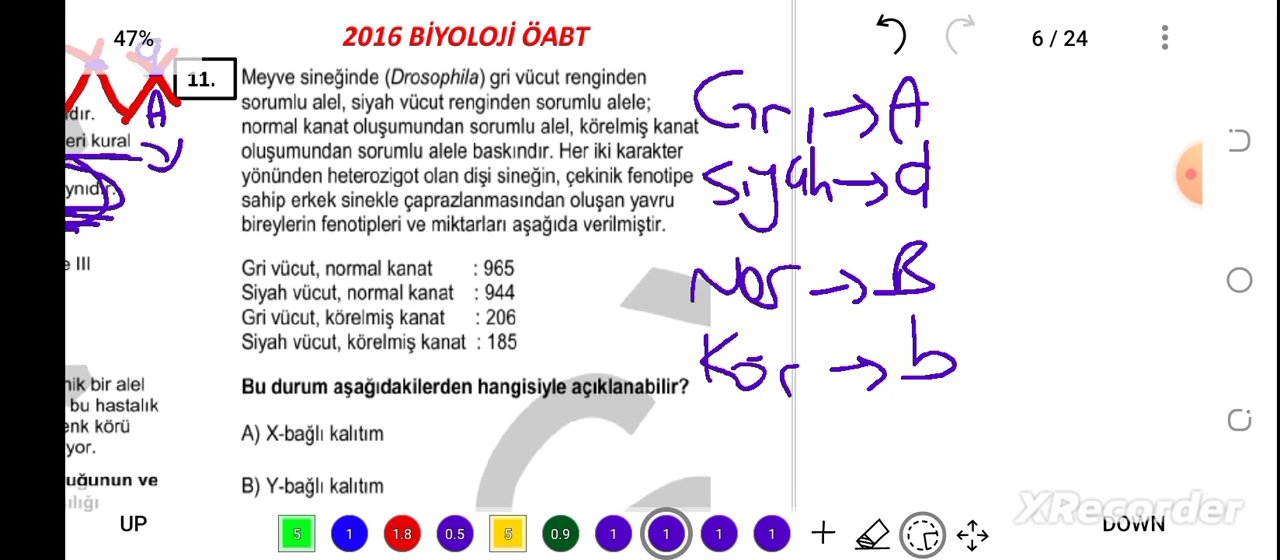 47%
2016 BİYOLOJİ ÖABT
6 / 24
11.
Meyve sineğinde (Drosophila) gri vücut renginden
sorumlu alel, siyah vücut renginden sorumlu alele;
normal kanat oluşumundan sorumlu alel, körelmiş kanat
oluşumundan sorumlu alele baskındır. Her iki karakter
yönünden heterozigot olan dişi sineğin, çekinik fenotipe
sahip erkek sinekle çaprazlanmasından oluşan yavru
bireylerin fenotipleri ve miktarları aşağıda verilmiştir.
Gri vücut, normal kanat : 965
Siyah vücut, normal kanat : 944
Gri vücut, körelmiş kanat : 206
Siyah vücut, körelmiş kanat : 185
Bu durum aşağıdakilerden hangisiyle açıklanabilir?
A) X-bağlı kalıtım
B) Y-bağlı kalıtım
Gri → A
Siyah → a
Nor → B
Kör → b
A
dır.
eri kural
ynıdır.
e III
nik bir alel
bu hastalık
enk körü
yor.
uğunun ve
ılığı
UP
5
1
1.8
0.5
5
0.9
1
1
1
1
XRecorder
DOWN